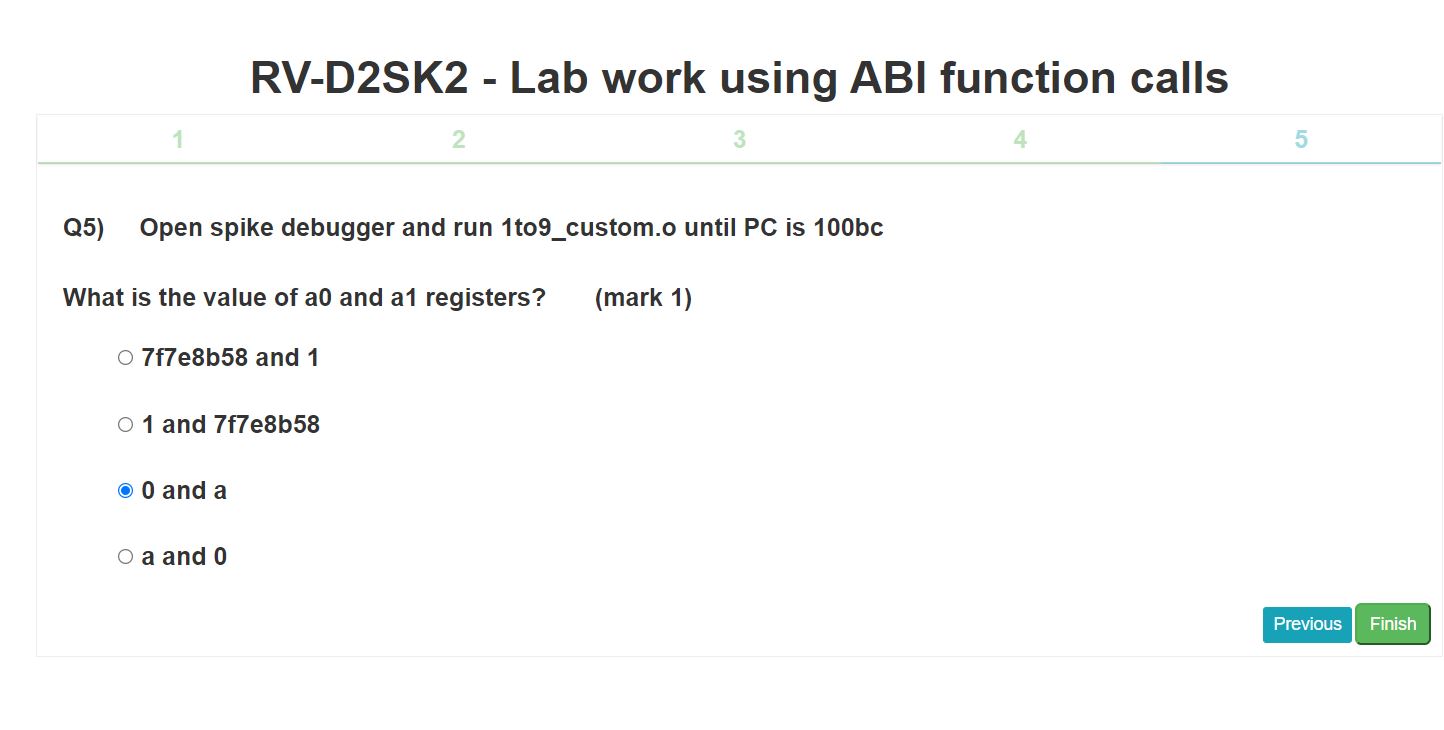 RV-D2SK2 - Lab work using ABI function calls
1 2 3 4 5
Q5) Open spike debugger and run 1to9_custom.o until PC is 100bc
What is the value of a0 and a1 registers? (mark 1)
7f7e8b58 and 1
1 and 7f7e8b58
0 and a
a and 0
Previous Finish